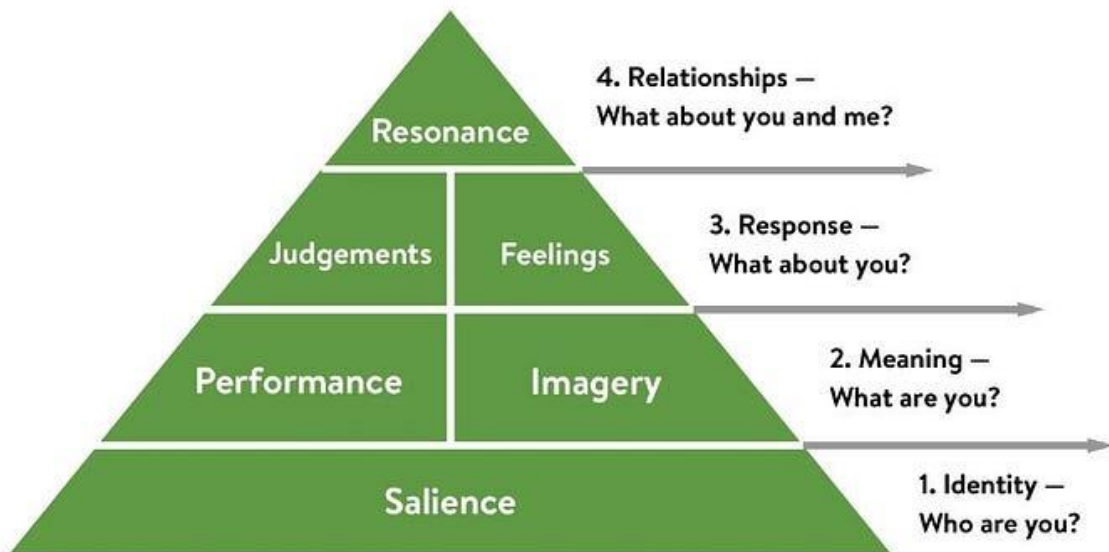 4. Relationships –
What about you and me?
Resonance
3. Response –
What about you?
Judgements
Feelings
2. Meaning –
What are you?
Performance
Imagery
1. Identity –
Who are you?
Salience